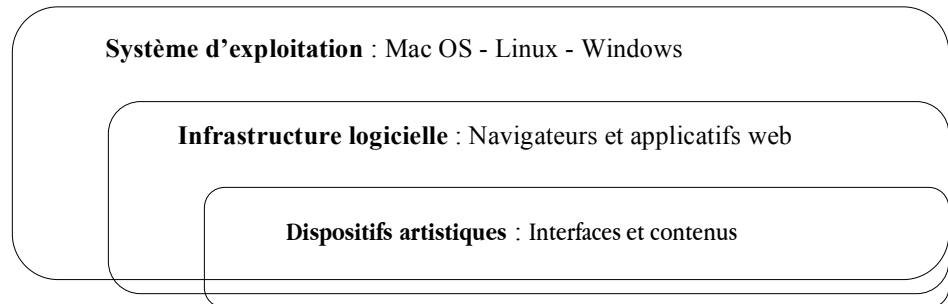 Système d’exploitation : Mac OS - Linux - Windows
Infrastructure logicielle : Navigateurs et applicatifs web
Dispositifs artistiques : Interfaces et contenus